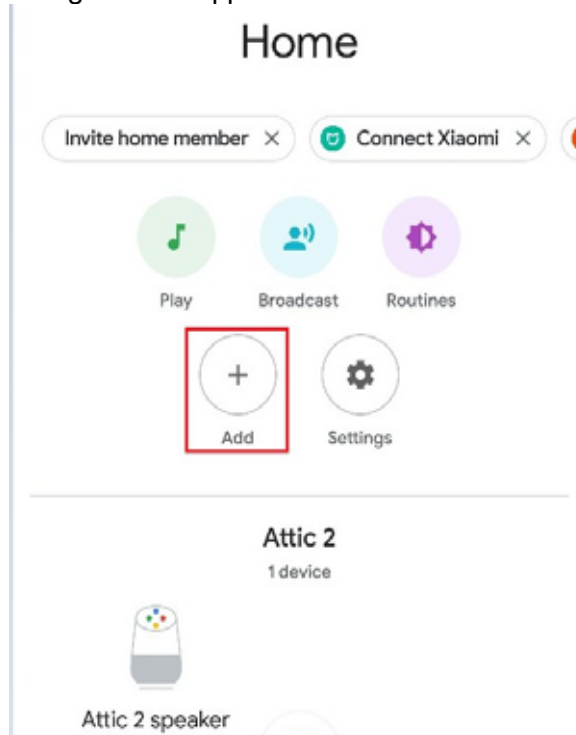 Home
Invite home member
Connect Xiaomi
Play
Broadcast
Routines
Add
Settings
Attic 2
1 device
Attic 2 speaker